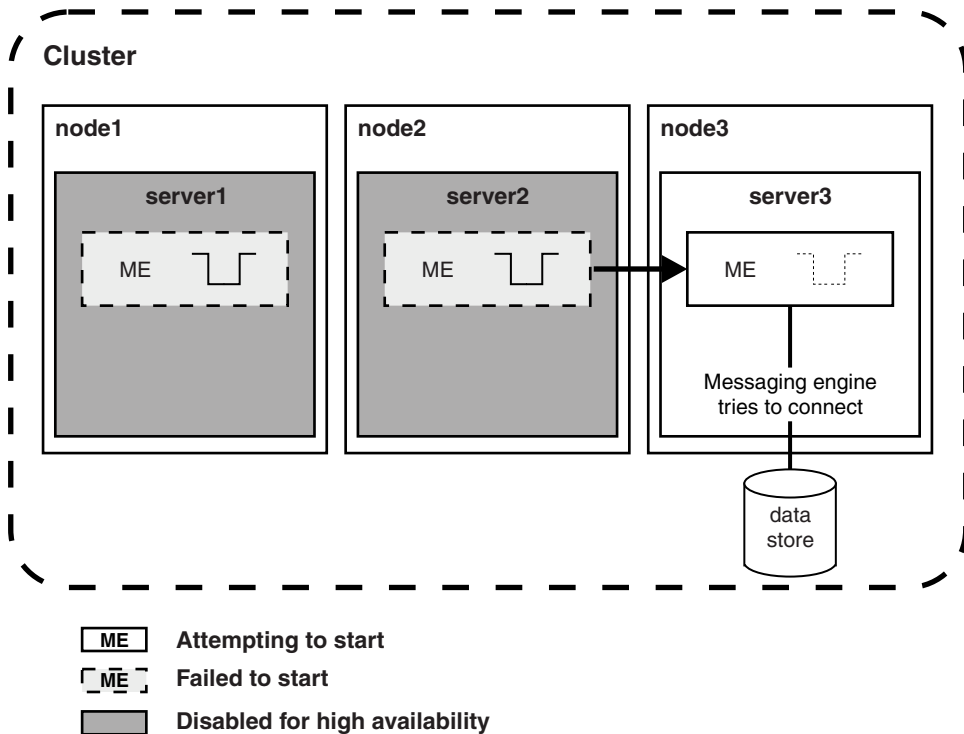 Cluster
node1
node2
node3
server1
server2
server3
ME
ME
ME
Messaging engine
tries to connect
data
store
ME Attempting to start
ME Failed to start
Disabled for high availability